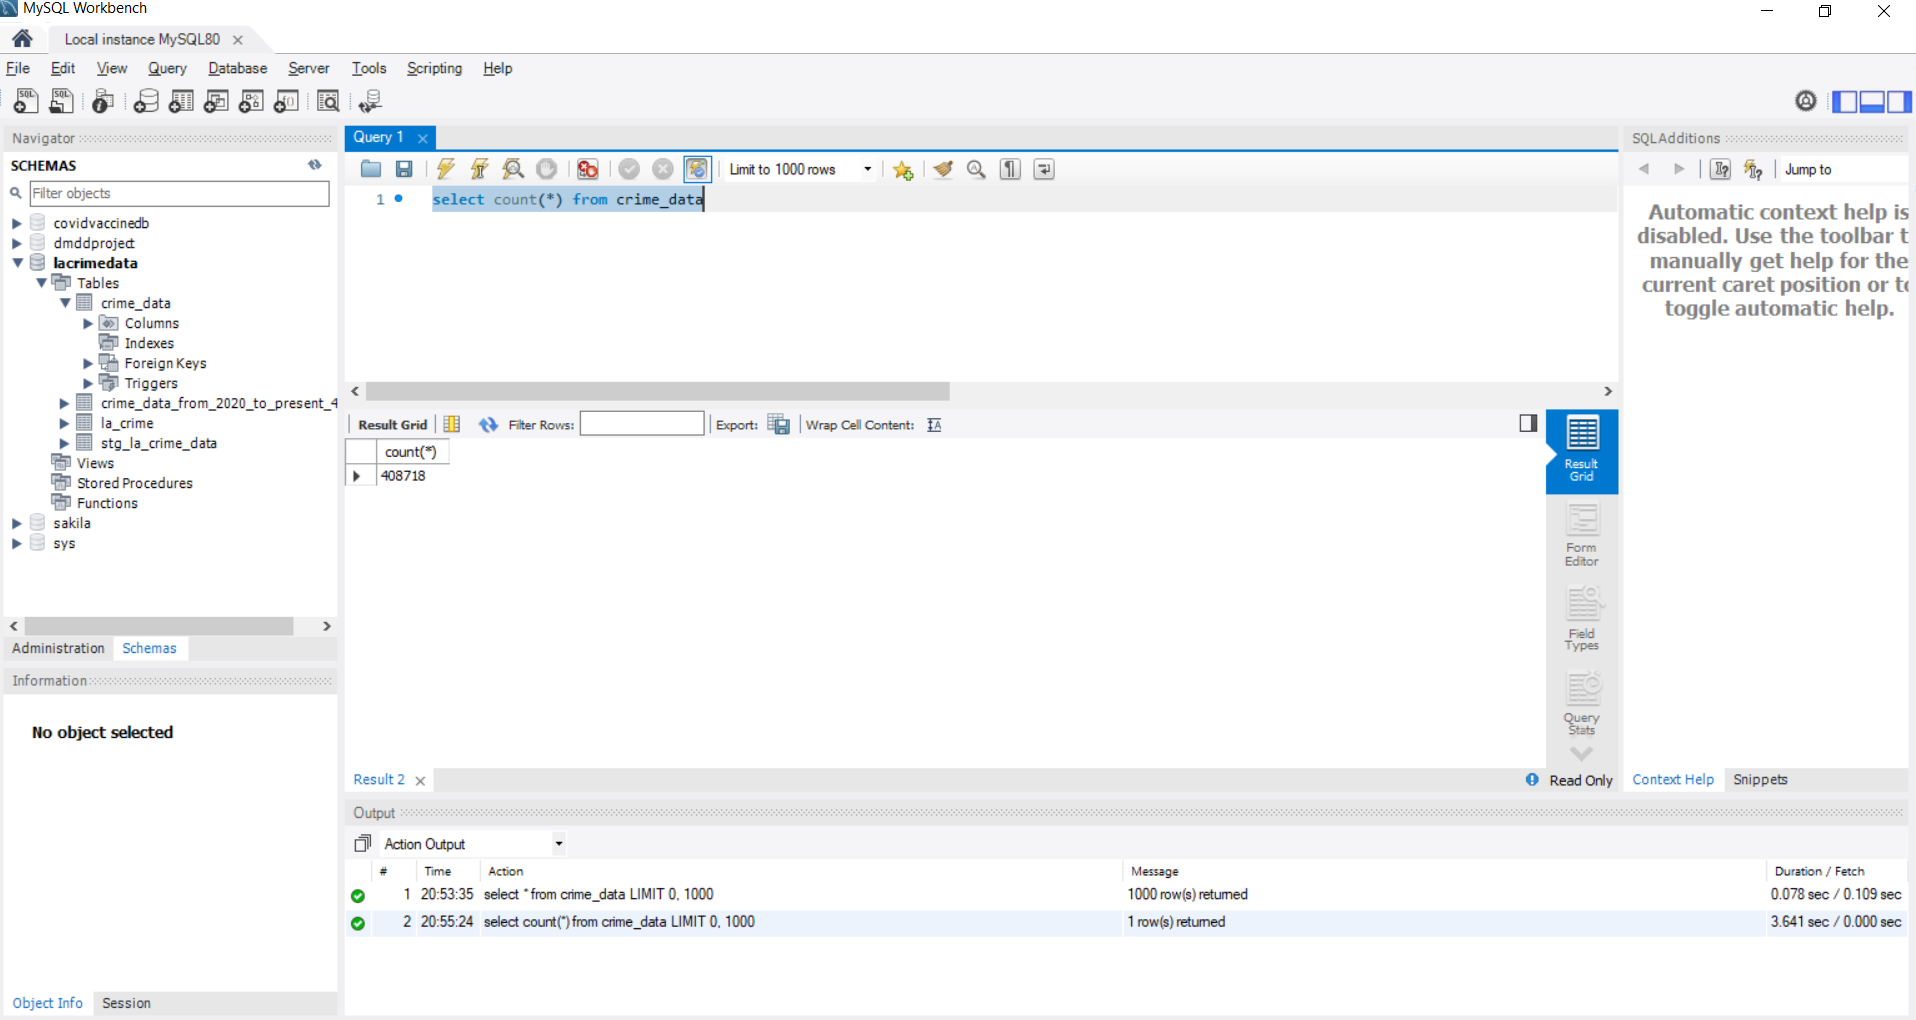 MySQL Workbench
Local instance MySQL80
File Edit View Query Database Server Tools Scripting Help
Navigator
SCHEMAS
Filter objects
covidvaccinedb
dmddproject
lacrimedata
Tables
crime_data
Columns
Indexes
Foreign Keys
Triggers
crime_data_from_2020_to_present_4
la_crime
stg_la_crime_data
Views
Stored Procedures
Functions
sakila
sys
Administration Schemas
Information
No object selected
Object Info Session
Query 1
Limit to 1000 rows
1 select count(*) from crime_data
Result Grid Filter Rows: Export: Wrap Cell Content:
count(*)
408718
Result Grid
Form Editor
Field Types
Query Stats
Result 2
Read Only
SQLAdditions
Jump to
Automatic context help is
disabled. Use the toolbar t
manually get help for the
current caret position or to
toggle automatic help.
Context Help Snippets
Output
Action Output
# Time Action Message Duration / Fetch
1 20:53:35 select * from crime_data LIMIT 0, 1000 1000 row(s) returned 0.078 sec / 0.109 sec
2 20:55:24 select count(*) from crime_data LIMIT 0, 1000 1 row(s) returned 3.641 sec / 0.000 sec